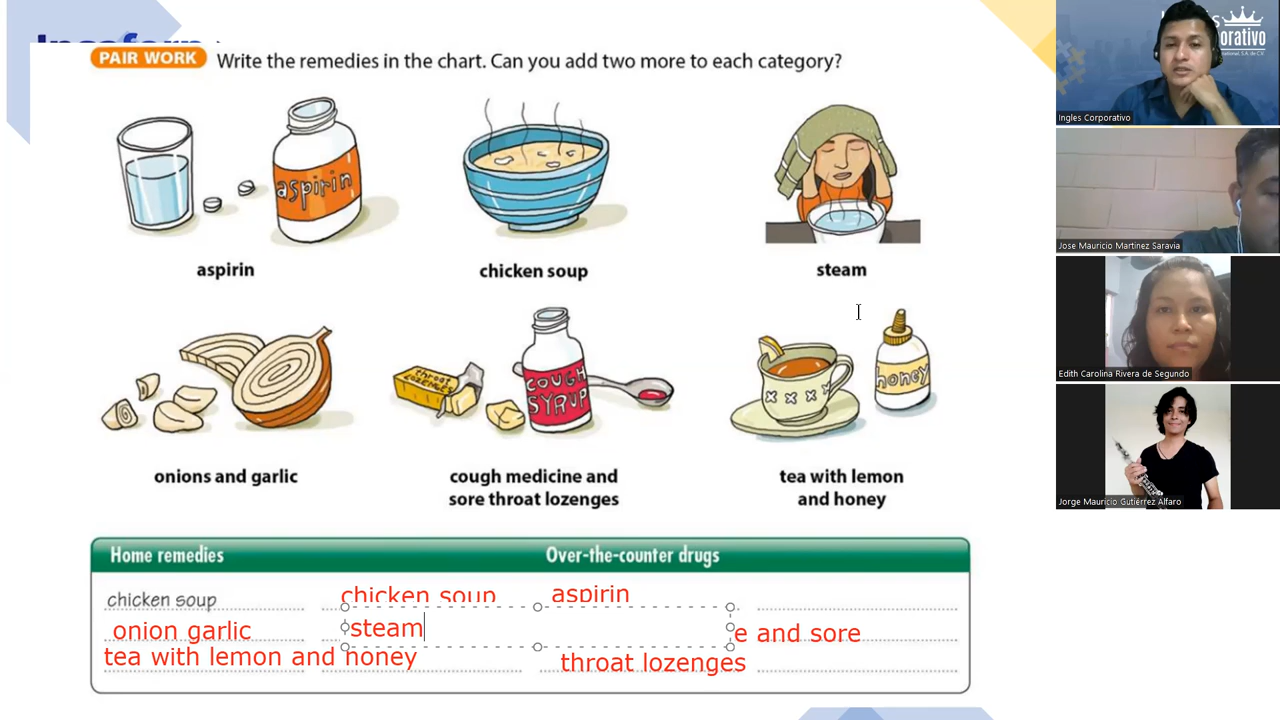 PAIR WORK Write the remedies in the chart. Can you add two more to each category?
aspirin
aspirin
chicken soup
steam
throat lozenges
COUGH SYRUP
honey
onions and garlic
cough medicine and
sore throat lozenges
tea with lemon
and honey
Home remedies Over-the-counter drugs
chicken soup chicken soup aspirin
onion garlic steam e and sore
tea with lemon and honey throat lozenges
orativo
Ingles Corporativo
Jose Mauricio Martinez Saravia
Edith Carolina Rivera de Segundo
Jorge Mauricio Gutiérrez Alfaro